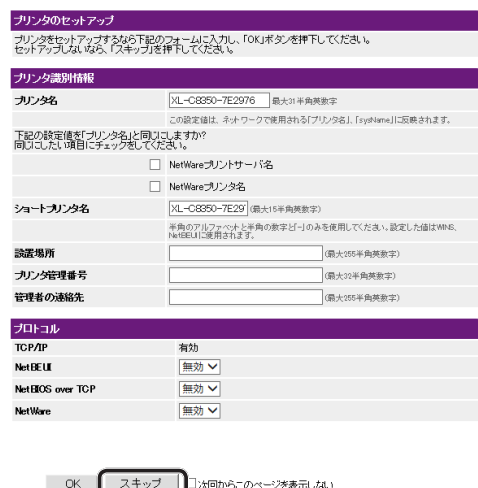 プリンタのセットアップ
プリンタをセットアップするなら下記のフォームに入力し、「OK」ボタンを押下してください。
セットアップしないなら、「スキップ」を押下してください。
プリンタ識別情報
プリンタ名 XL-C8350-7E2976 最大31半角英数字
この設定値は、ネットワークで使用される「プリンタ名」、「sysName」に反映されます。
下記の設定値を「プリンタ名」と同じにしますか?
同じにしたい項目にチェックをしてください。
NetWareプリントサーバ名
NetWareプリンタ名
ショートプリンタ名 XL-C8350-7E29 (最大15半角英数字)
半角のアルファベットと半角の数字と「-」のみを使用してください。設定した値はWINS、
NetBEUIに使用されます。
設置場所 (最大255半角英数字)
プリンタ管理番号 (最大32半角英数字)
管理者の連絡先 (最大255半角英数字)
プロトコル
TCP/IP 有効
NetBEUI 無効
NetBIOS over TCP 無効
NetWare 無効
OK スキップ 次回からこのページを表示しない